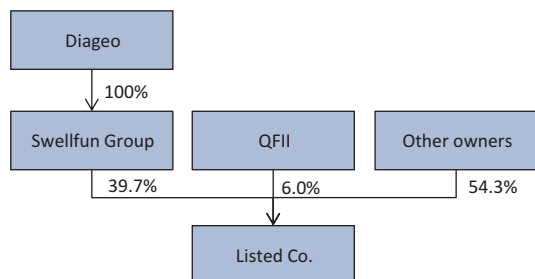 Diageo
100%
Swellfun Group
QFII
Other owners
39.7%
6.0%
54.3%
Listed Co.